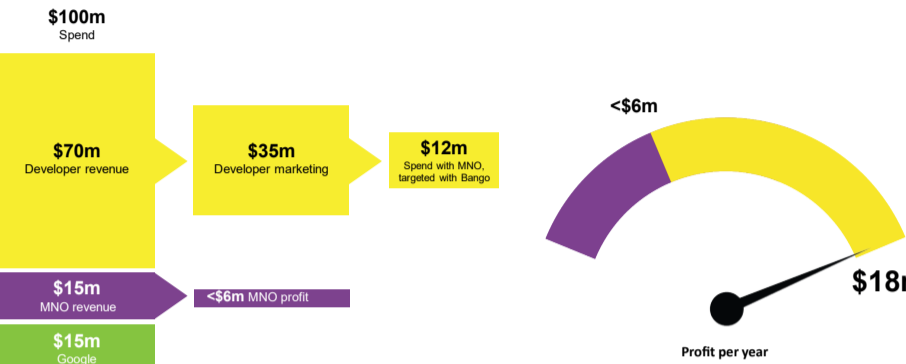 $100m
Spend
$70m
Developer revenue
$35m
Developer marketing
$12m
Spend with MNO,
targeted with Bango
$15m
MNO revenue
<$6m MNO profit
$15m
Google
<$6m
$18
Profit per year